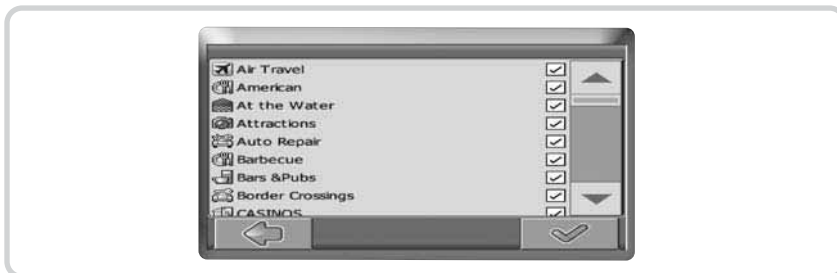 Air Travel
American
At the Water
Attractions
Auto Repair
Barbecue
Bars &Pubs
Border Crossings
CASINOS